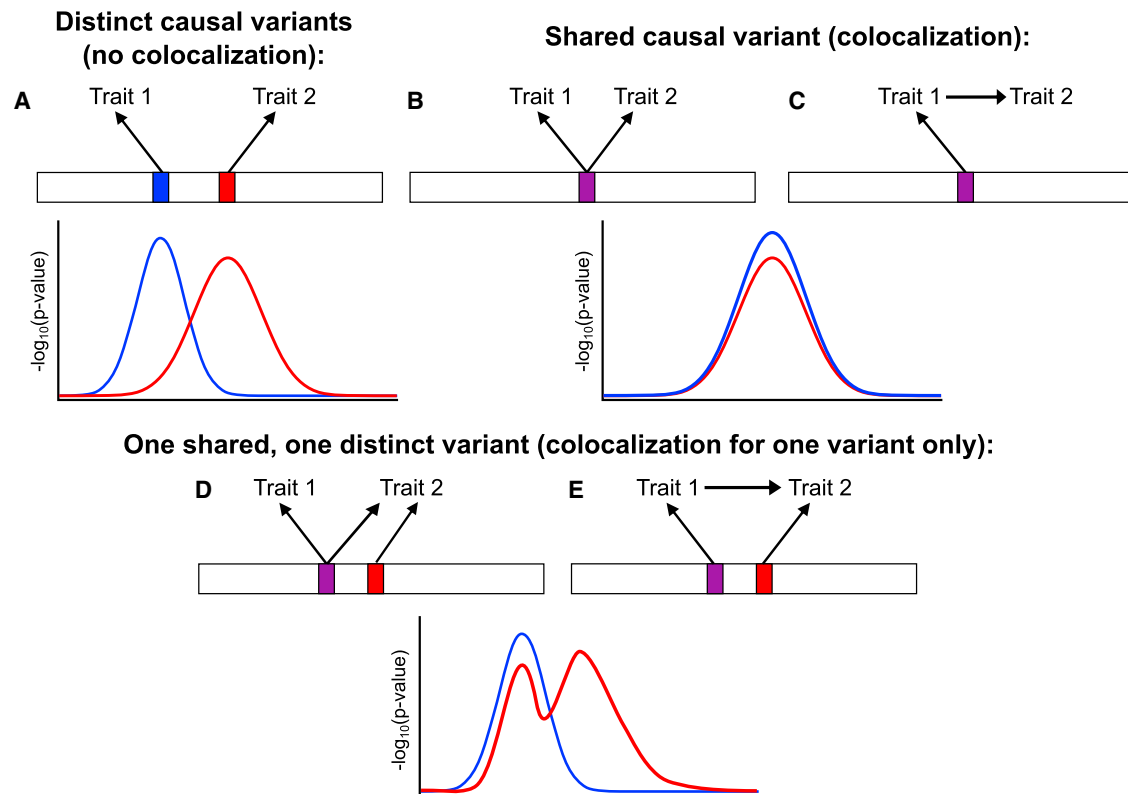 Distinct causal variants
(no colocalization):
Shared causal variant (colocalization):
A
Trait 1
Trait 2
B
Trait 1
Trait 2
C
Trait 1
Trait 2
-log10(p-value)
-log10(p-value)
One shared, one distinct variant (colocalization for one variant only):
D
Trait 1
Trait 2
E
Trait 1
Trait 2
-log10(p-value)